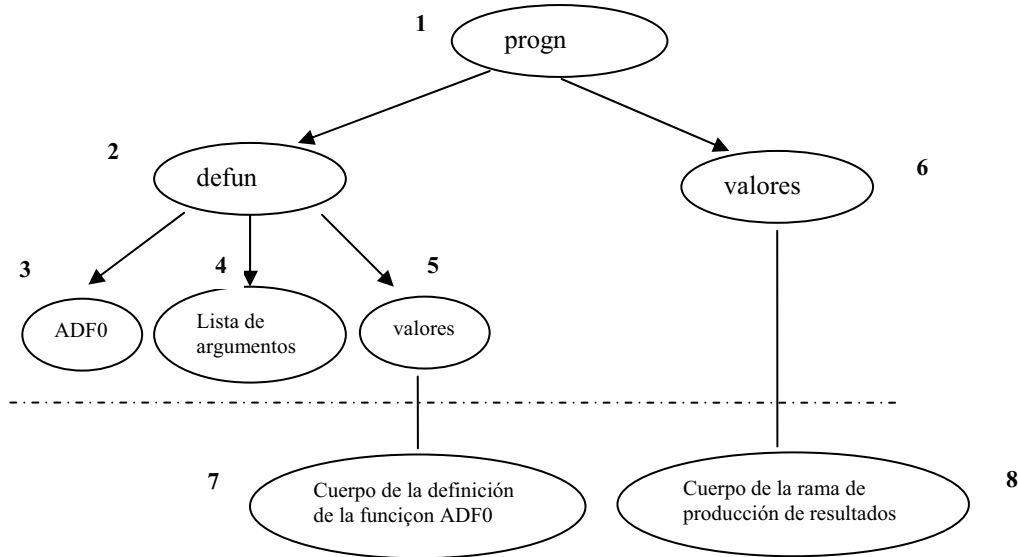 1
progn
2
defun
6
valores
3
4
5
ADF0
Lista de
argumentos
valores
7
Cuerpo de la definición
de la funciçon ADF0
Cuerpo de la rama de
producción de resultados
8